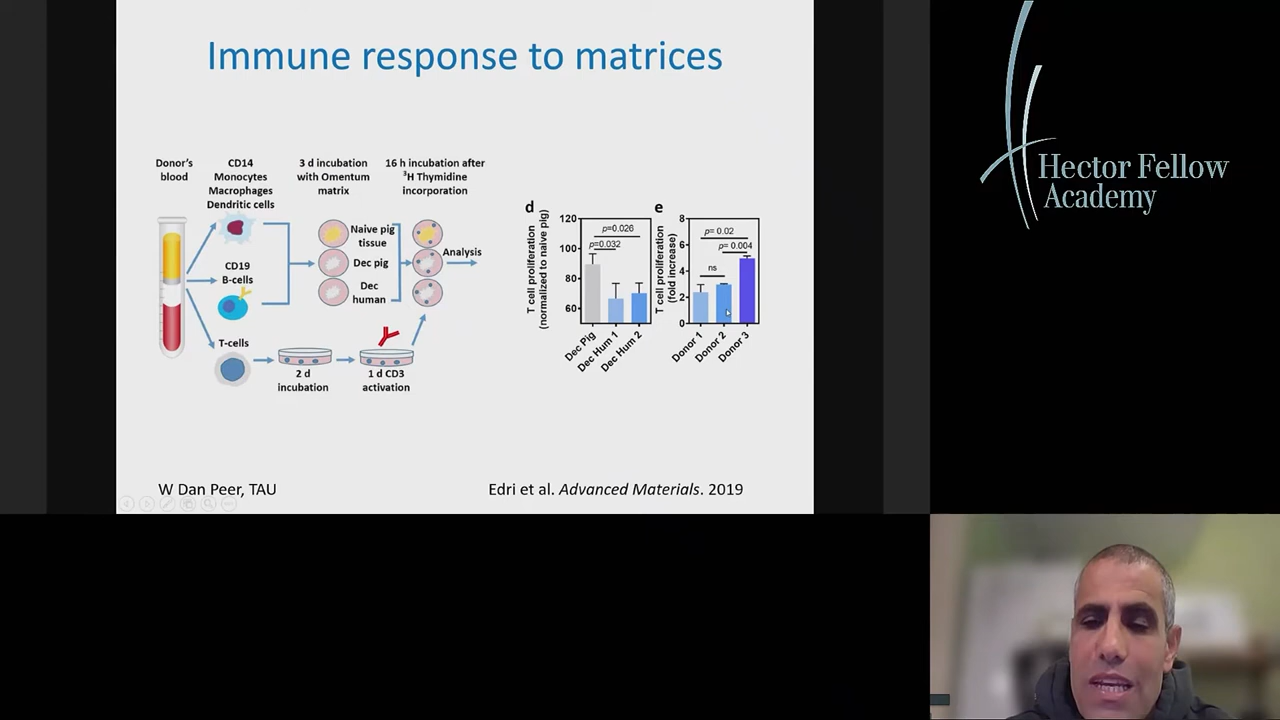 Immune response to matrices
Donor's
blood
CD14
Monocytes
Macrophages
Dendritic cells
3 d incubation
with Omentum
matrix
16 h incubation after
³H Thymidine
incorporation
CD19
B-cells
T-cells
Naive pig
tissue
Dec pig
Dec
human
Analysis
2 d
incubation
1 d CD3
activation
d
T cell proliferation
(normalized to naive pig)
120
100
80
60
p=0.026
p=0.032
Dec Pig
Dec Hum 1
Dec Hum 2
e
T cell proliferation
(fold increase)
8
6
4
2
0
p= 0.02
p= 0.004
ns
Donor 1
Donor 2
Donor 3
W Dan Peer, TAU
Edri et al. Advanced Materials. 2019
Hector Fellow
Academy